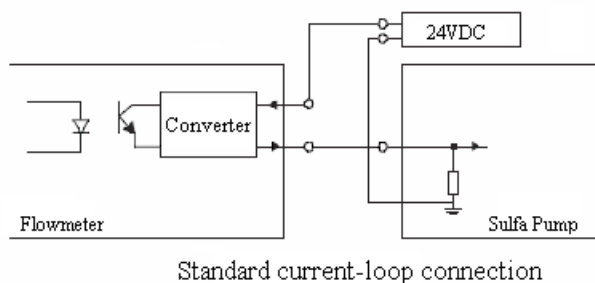 24VDC
Converter
Flowmeter
Sulfa Pump
Standard current-loop connection